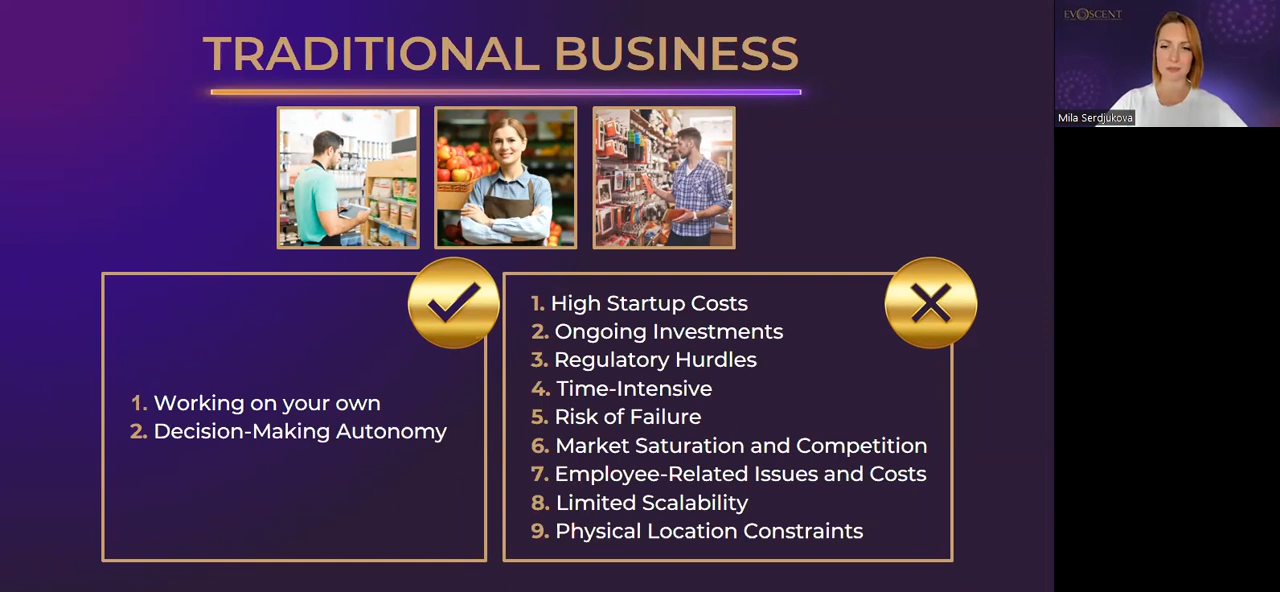 TRADITIONAL BUSINESS
EVOSCENT
Mila Serdjukova
1. Working on your own
2. Decision-Making Autonomy
1. High Startup Costs
2. Ongoing Investments
3. Regulatory Hurdles
4. Time-Intensive
5. Risk of Failure
6. Market Saturation and Competition
7. Employee-Related Issues and Costs
8. Limited Scalability
9. Physical Location Constraints